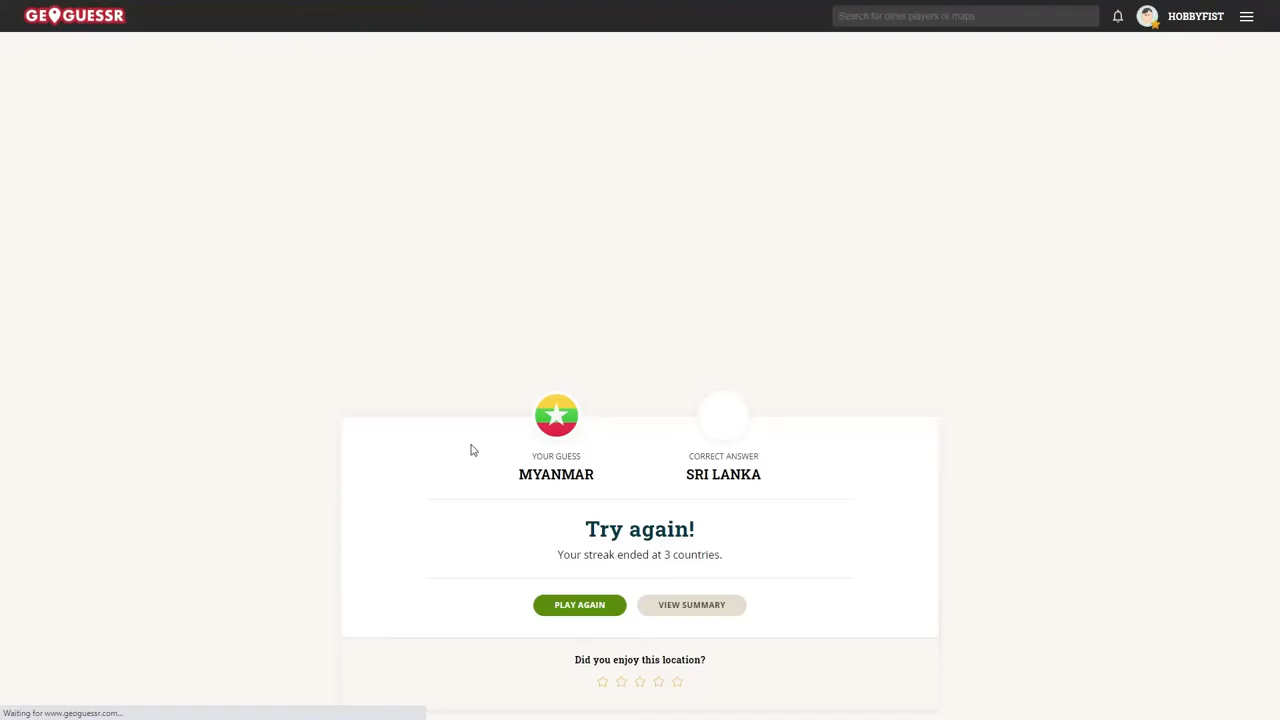 GEOGUESSR
Search for other players or maps
HOBBYFIST
YOUR GUESS
MYANMAR
CORRECT ANSWER
SRI LANKA
Try again!
Your streak ended at 3 countries.
PLAY AGAIN
VIEW SUMMARY
Did you enjoy this location?
Waiting for www.geoguessr.com...